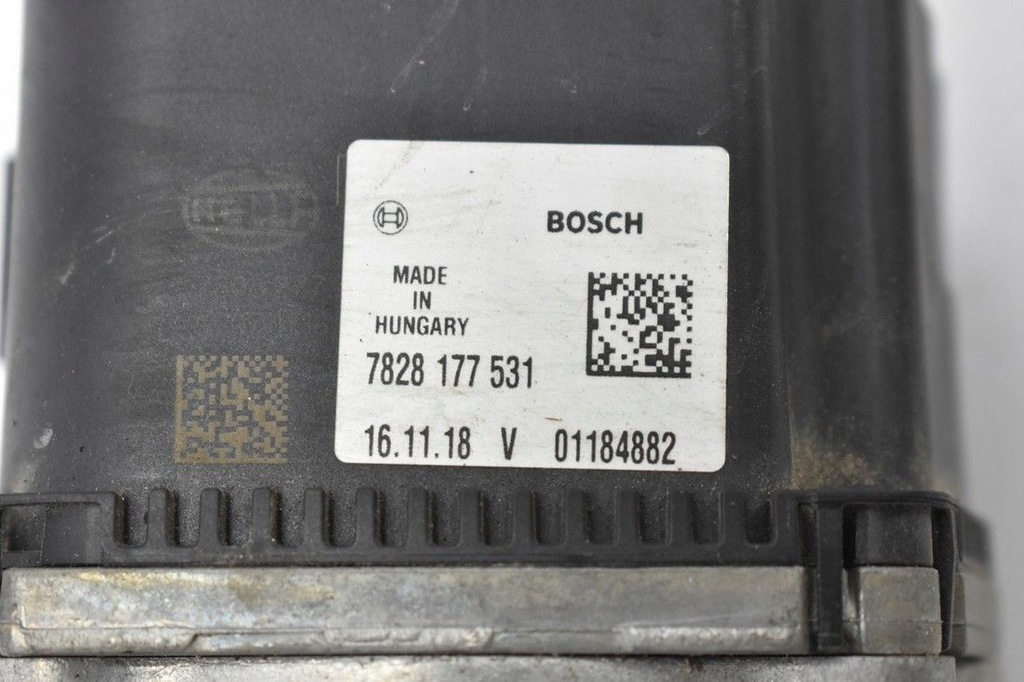 BOSCH
MADE
IN
HUNGARY
7828 177 531
16.11.18 V 01184882